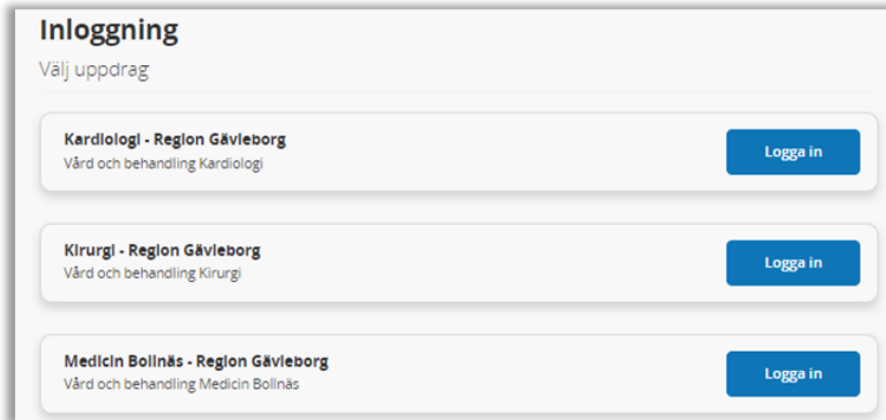 Inloggning
Välj uppdrag
Kardiologi - Region Gävleborg
Vård och behandling Kardiologi
Logga in
Kirurgi - Region Gävleborg
Vård och behandling Kirurgi
Logga in
Medicin Bollnäs - Region Gävleborg
Vård och behandling Medicin Bollnäs
Logga in